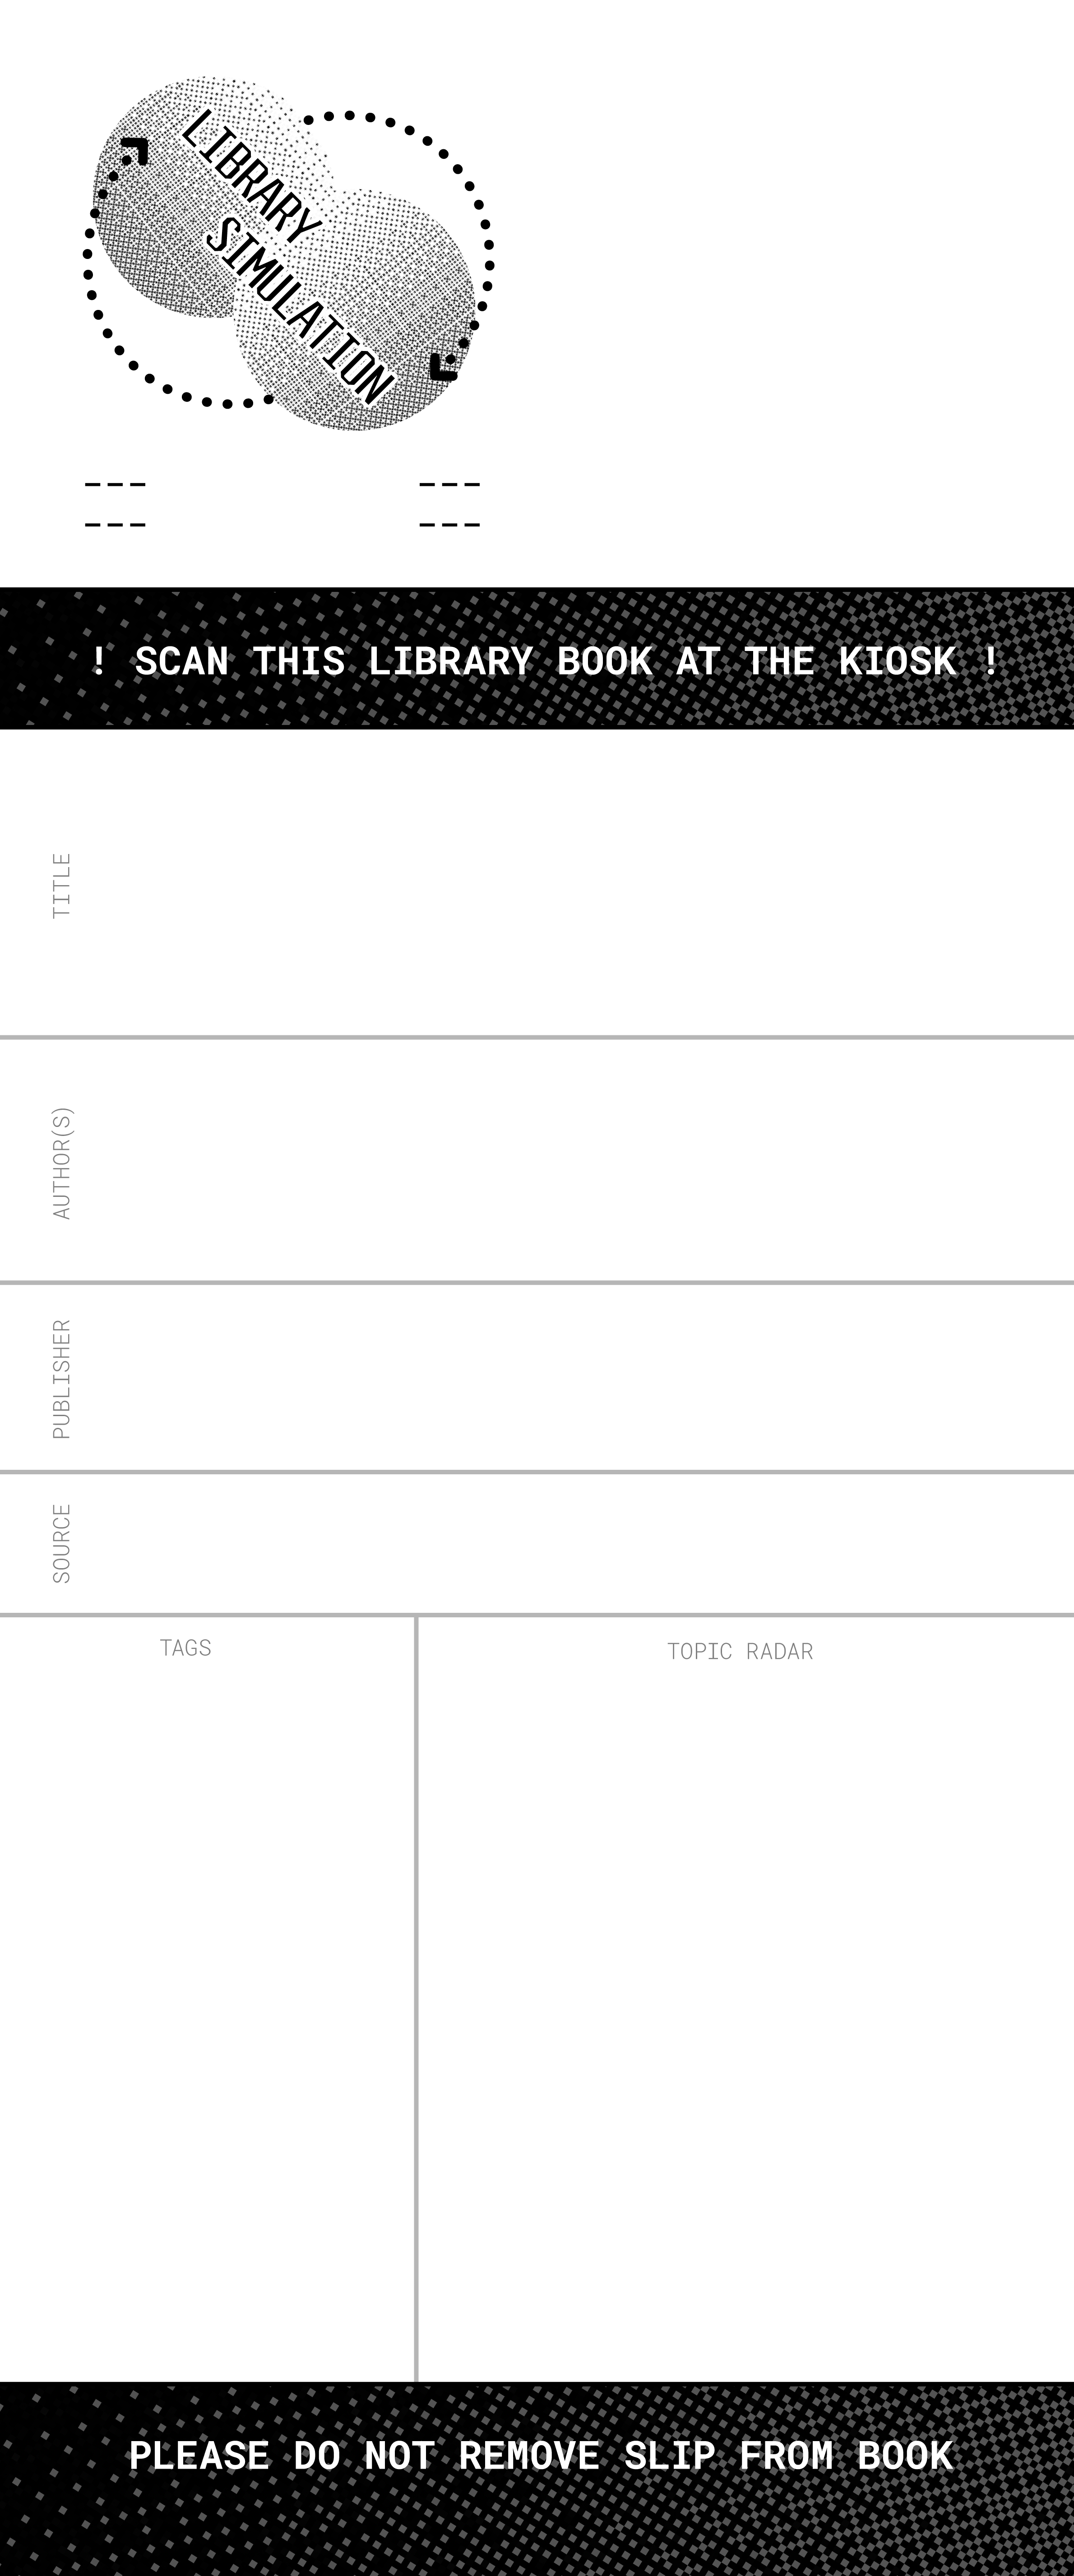 LIBRARY
SIMULATION
--- ---
--- ---
! SCAN THIS LIBRARY BOOK AT THE KIOSK !
TITLE
AUTHOR(S)
PUBLISHER
SOURCE
TAGS
TOPIC RADAR
PLEASE DO NOT REMOVE SLIP FROM BOOK